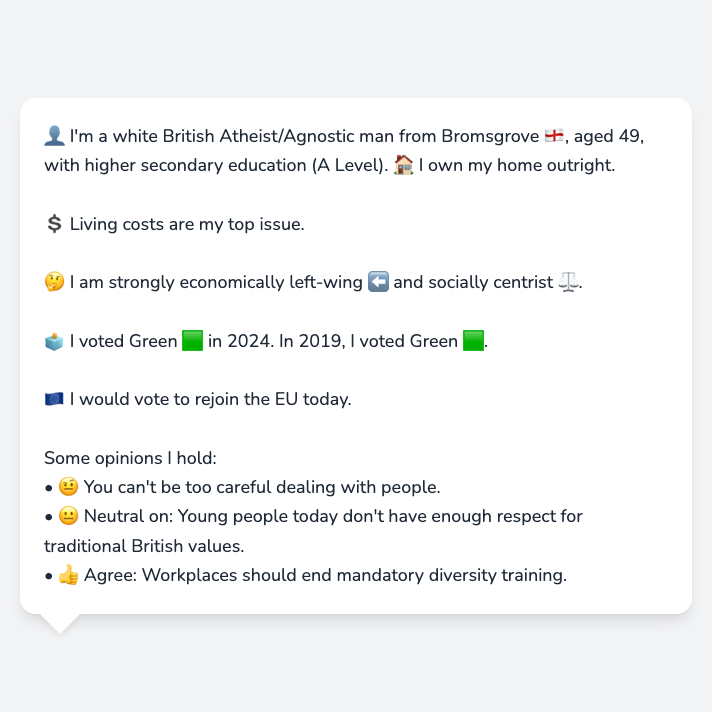 👤 I'm a white British Atheist/Agnostic man from Bromsgrove 🏴󠁧󠁢󠁥󠁮󠁧󠁿, aged 49,
with higher secondary education (A Level). 🏠 I own my home outright.
💲 Living costs are my top issue.
🤔 I am strongly economically left-wing ⬅️ and socially centrist ⚖️.
🗳️ I voted Green 🟩 in 2024. In 2019, I voted Green 🟩.
🇪🇺 I would vote to rejoin the EU today.
Some opinions I hold:
• 🤨 You can't be too careful dealing with people.
• 😐 Neutral on: Young people today don't have enough respect for
traditional British values.
• 👍 Agree: Workplaces should end mandatory diversity training.